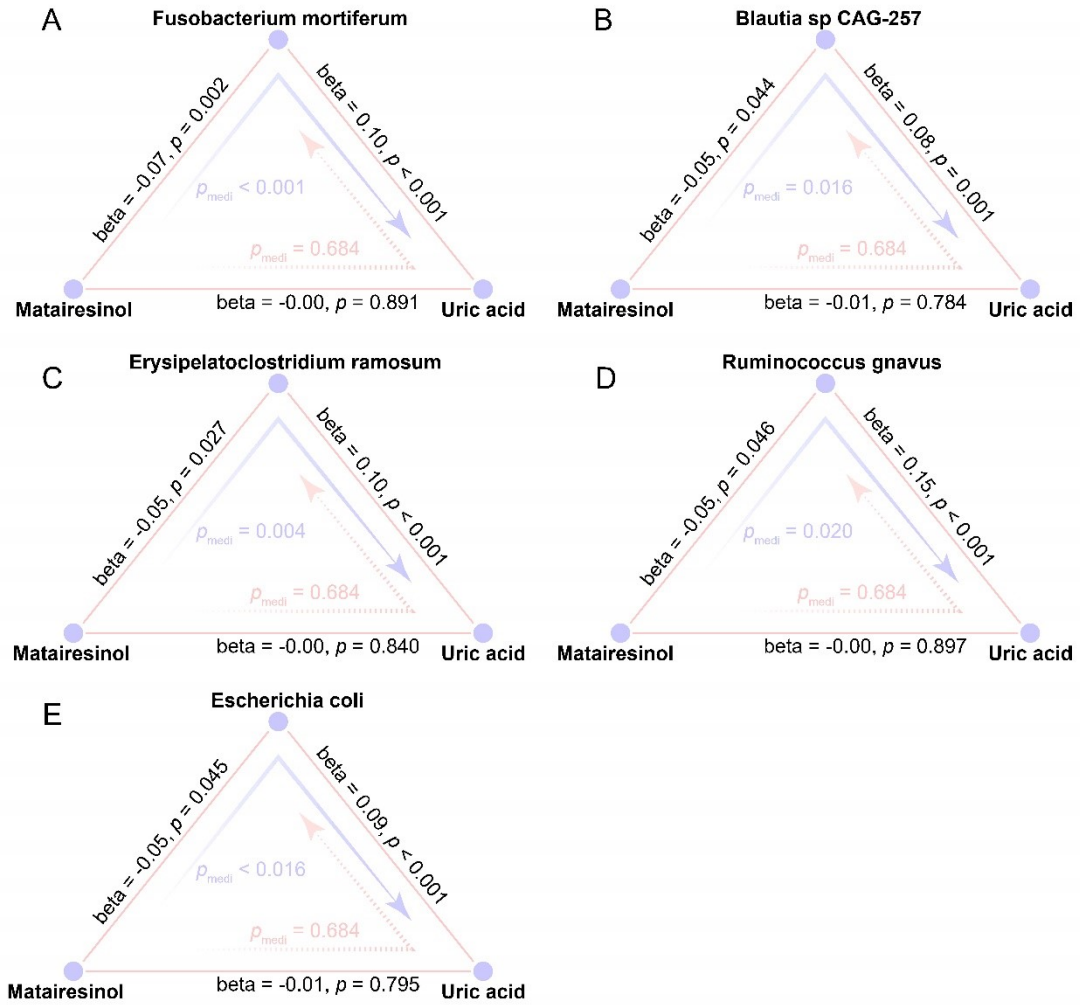 A
Fusobacterium mortiferum
beta = -0.07, p = 0.002
beta = 0.10, p < 0.001
pmedi < 0.001
pmedi = 0.684
beta = -0.00, p = 0.891
Matairesinol
Uric acid
B
Blautia sp CAG-257
beta = -0.05, p = 0.044
beta = 0.08, p = 0.001
pmedi = 0.016
pmedi = 0.684
beta = -0.01, p = 0.784
Matairesinol
Uric acid
C
Erysipelatoclostridium ramosum
beta = -0.05, p = 0.027
beta = 0.10, p < 0.001
pmedi = 0.004
pmedi = 0.684
beta = -0.00, p = 0.840
Matairesinol
Uric acid
D
Ruminococcus gnavus
beta = -0.05, p = 0.046
beta = 0.15, p < 0.001
pmedi = 0.020
pmedi = 0.684
beta = -0.00, p = 0.897
Matairesinol
Uric acid
E
Escherichia coli
beta = -0.05, p = 0.045
beta = 0.09, p < 0.001
pmedi < 0.016
pmedi = 0.684
beta = -0.01, p = 0.795
Matairesinol
Uric acid